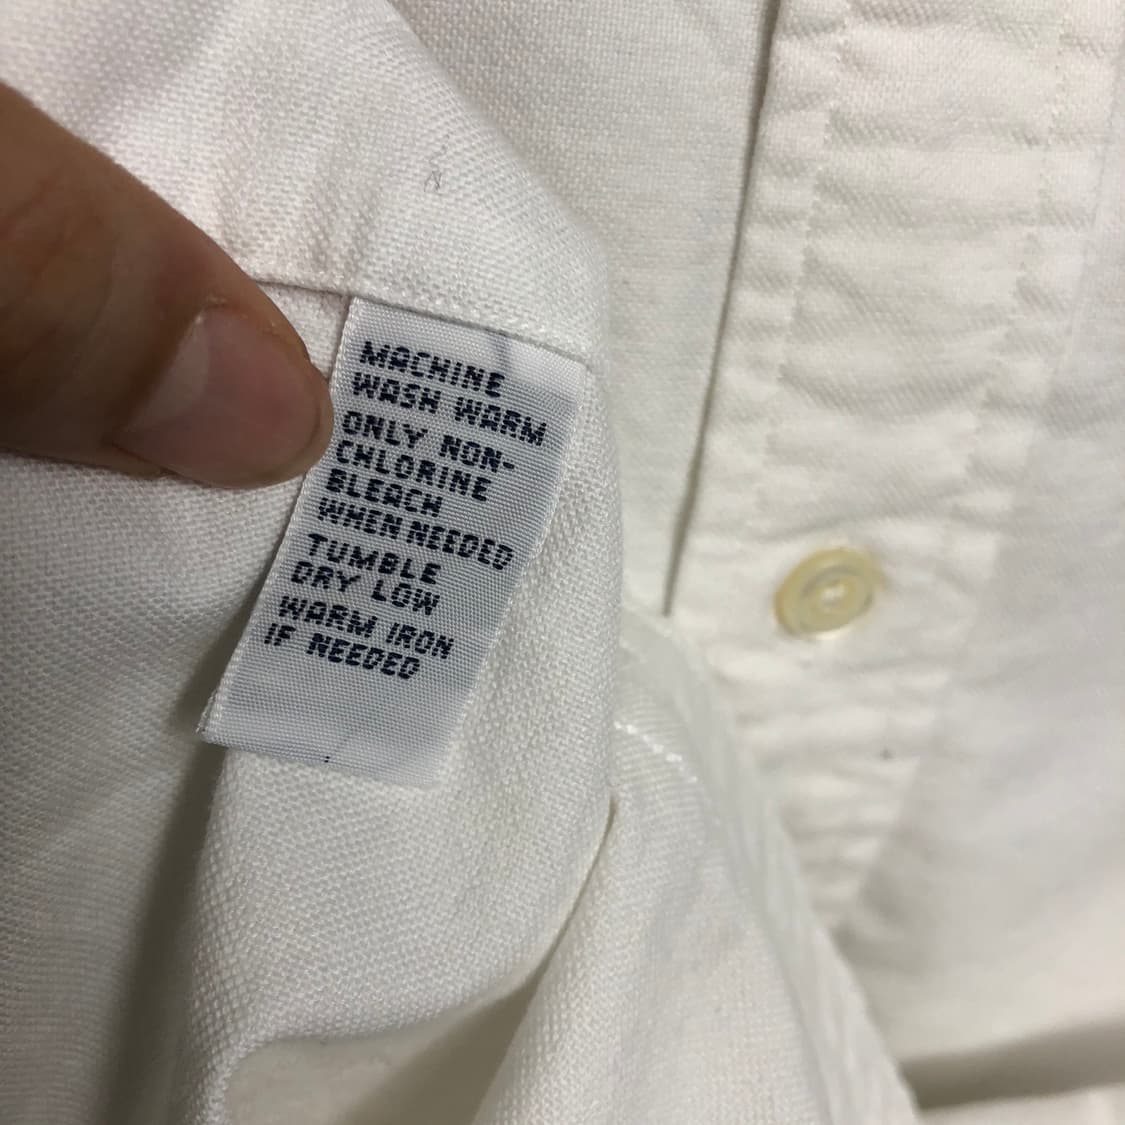 MACHINE
WASH WARM
ONLY NON-
CHLORINE
BLEACH
WHEN NEEDED
TUMBLE
DRY LOW
WARM IRON
IF NEEDED